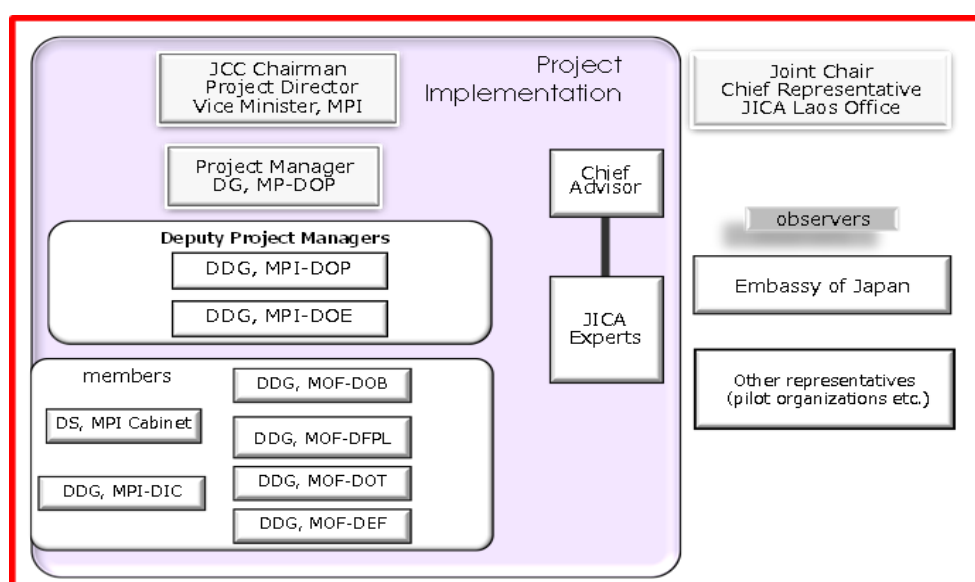 Project
Implementation
JCC Chairman
Project Director
Vice Minister, MPI
Project Manager
DG, MP-DOP
Deputy Project Managers
DDG, MPI-DOP
DDG, MPI-DOE
members
DS, MPI Cabinet
DDG, MPI-DIC
DDG, MOF-DOB
DDG, MOF-DFPL
DDG, MOF-DOT
DDG, MOF-DEF
Chief
Advisor
JICA
Experts
Joint Chair
Chief Representative
JICA Laos Office
observers
Embassy of Japan
Other representatives
(pilot organizations etc.)